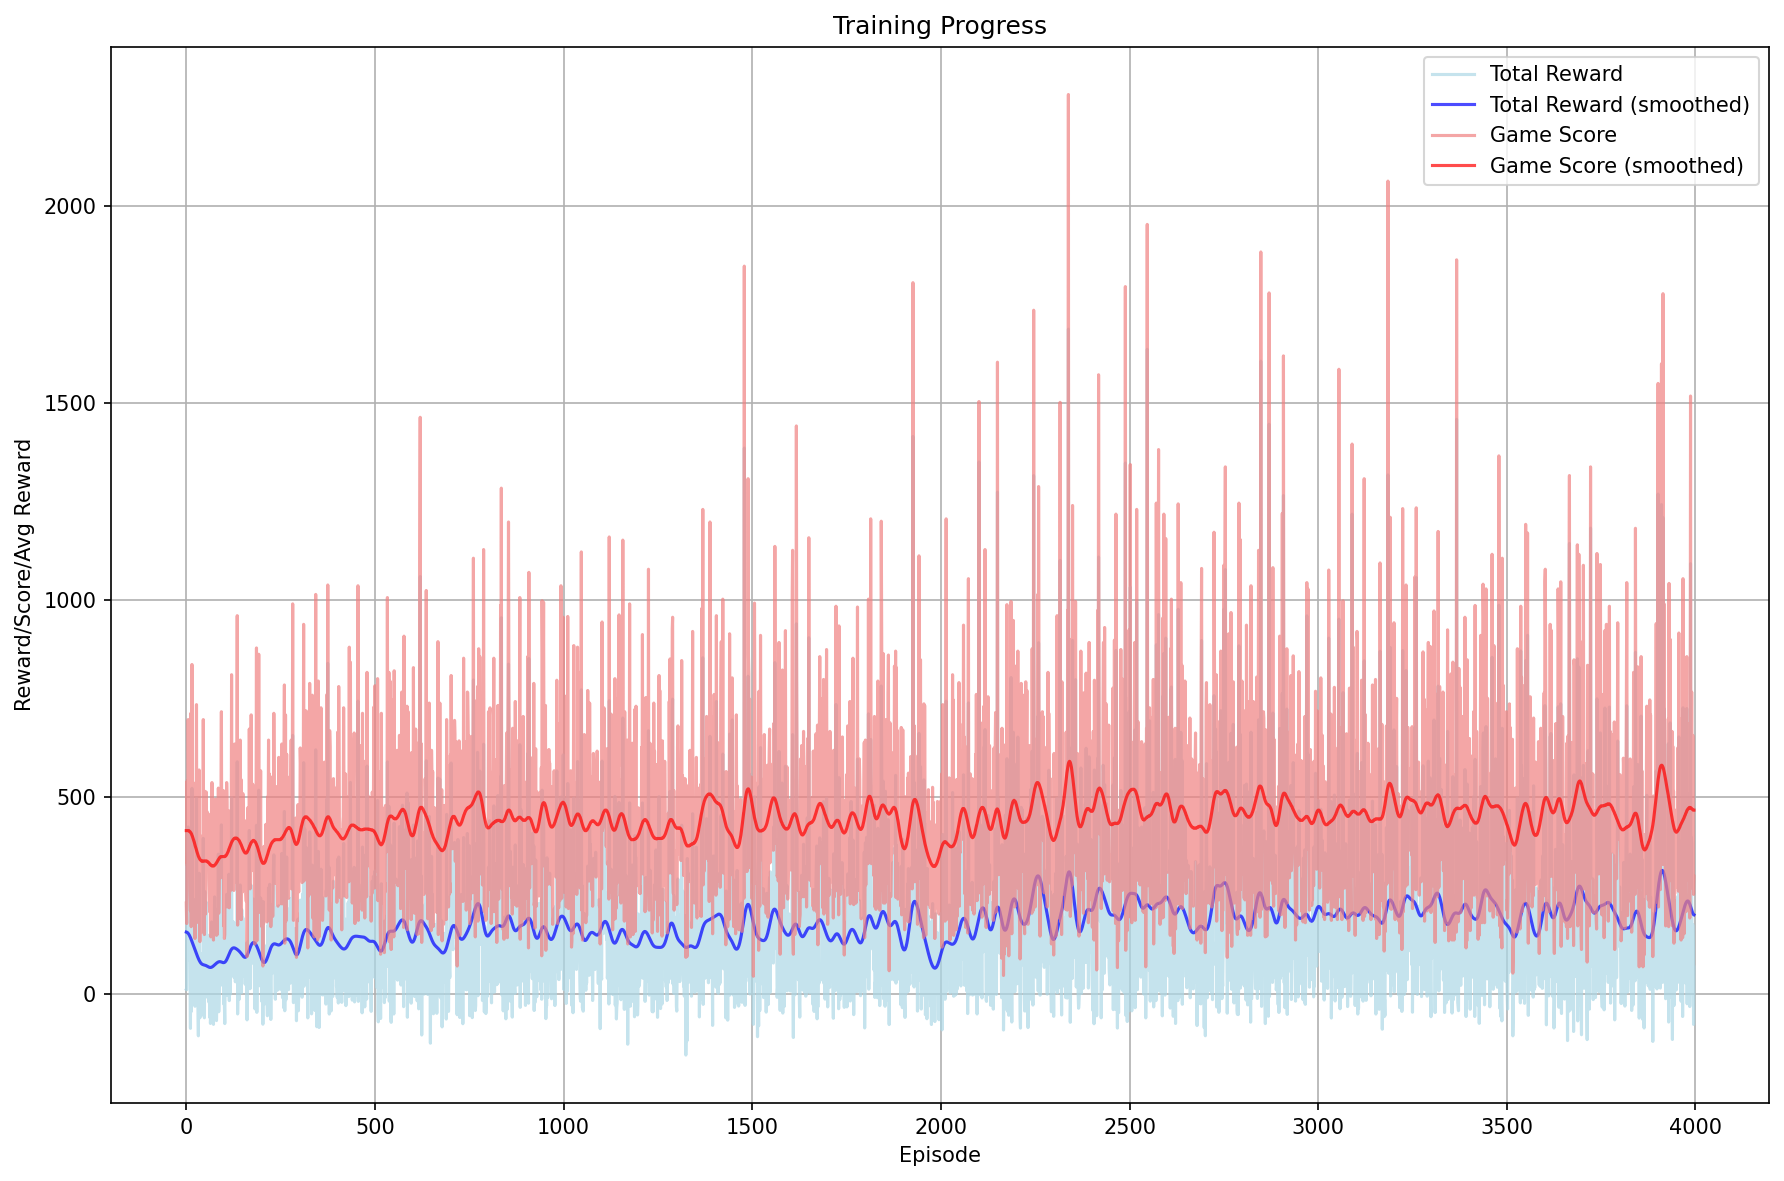 Training Progress
Total Reward
Total Reward (smoothed)
Game Score
Game Score (smoothed)
Reward/Score/Avg Reward
2000
1500
1000
500
0
0
500
1000
1500
2000
2500
3000
3500
4000
Episode